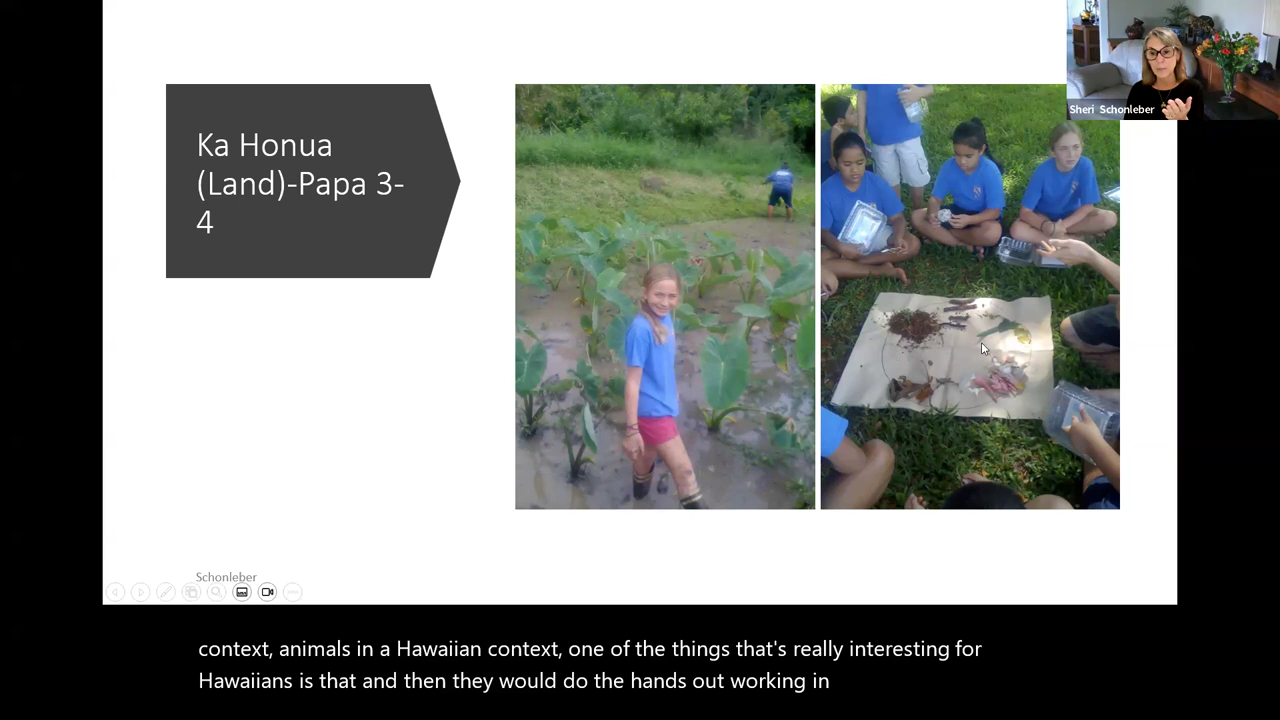 Sheri Schonleber
Ka Honua
(Land)-Papa 3-
4
Schonleber
context, animals in a Hawaiian context, one of the things that's really interesting for
Hawaiians is that and then they would do the hands out working in